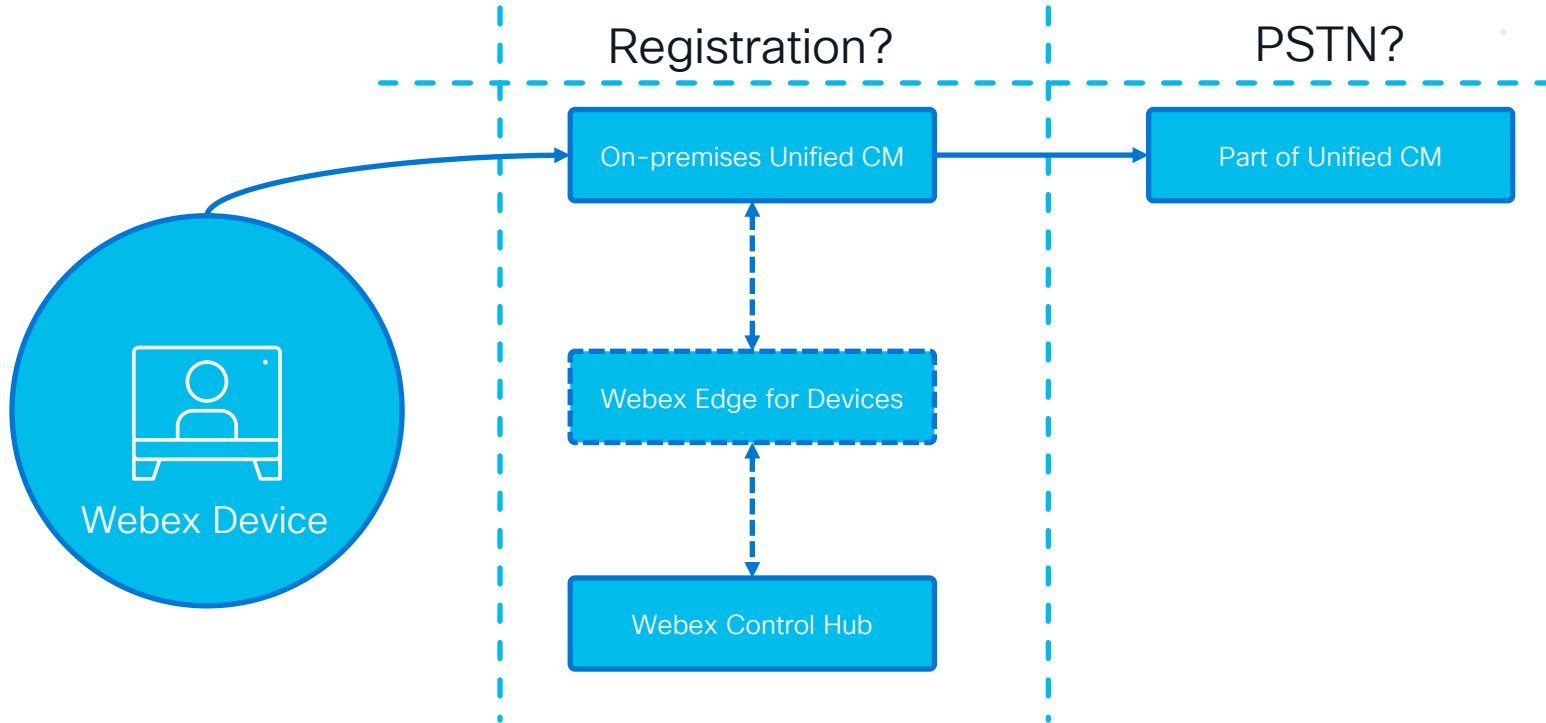 Registration?
PSTN?
On-premises Unified CM
Part of Unified CM
Webex Edge for Devices
Webex Device
Webex Control Hub